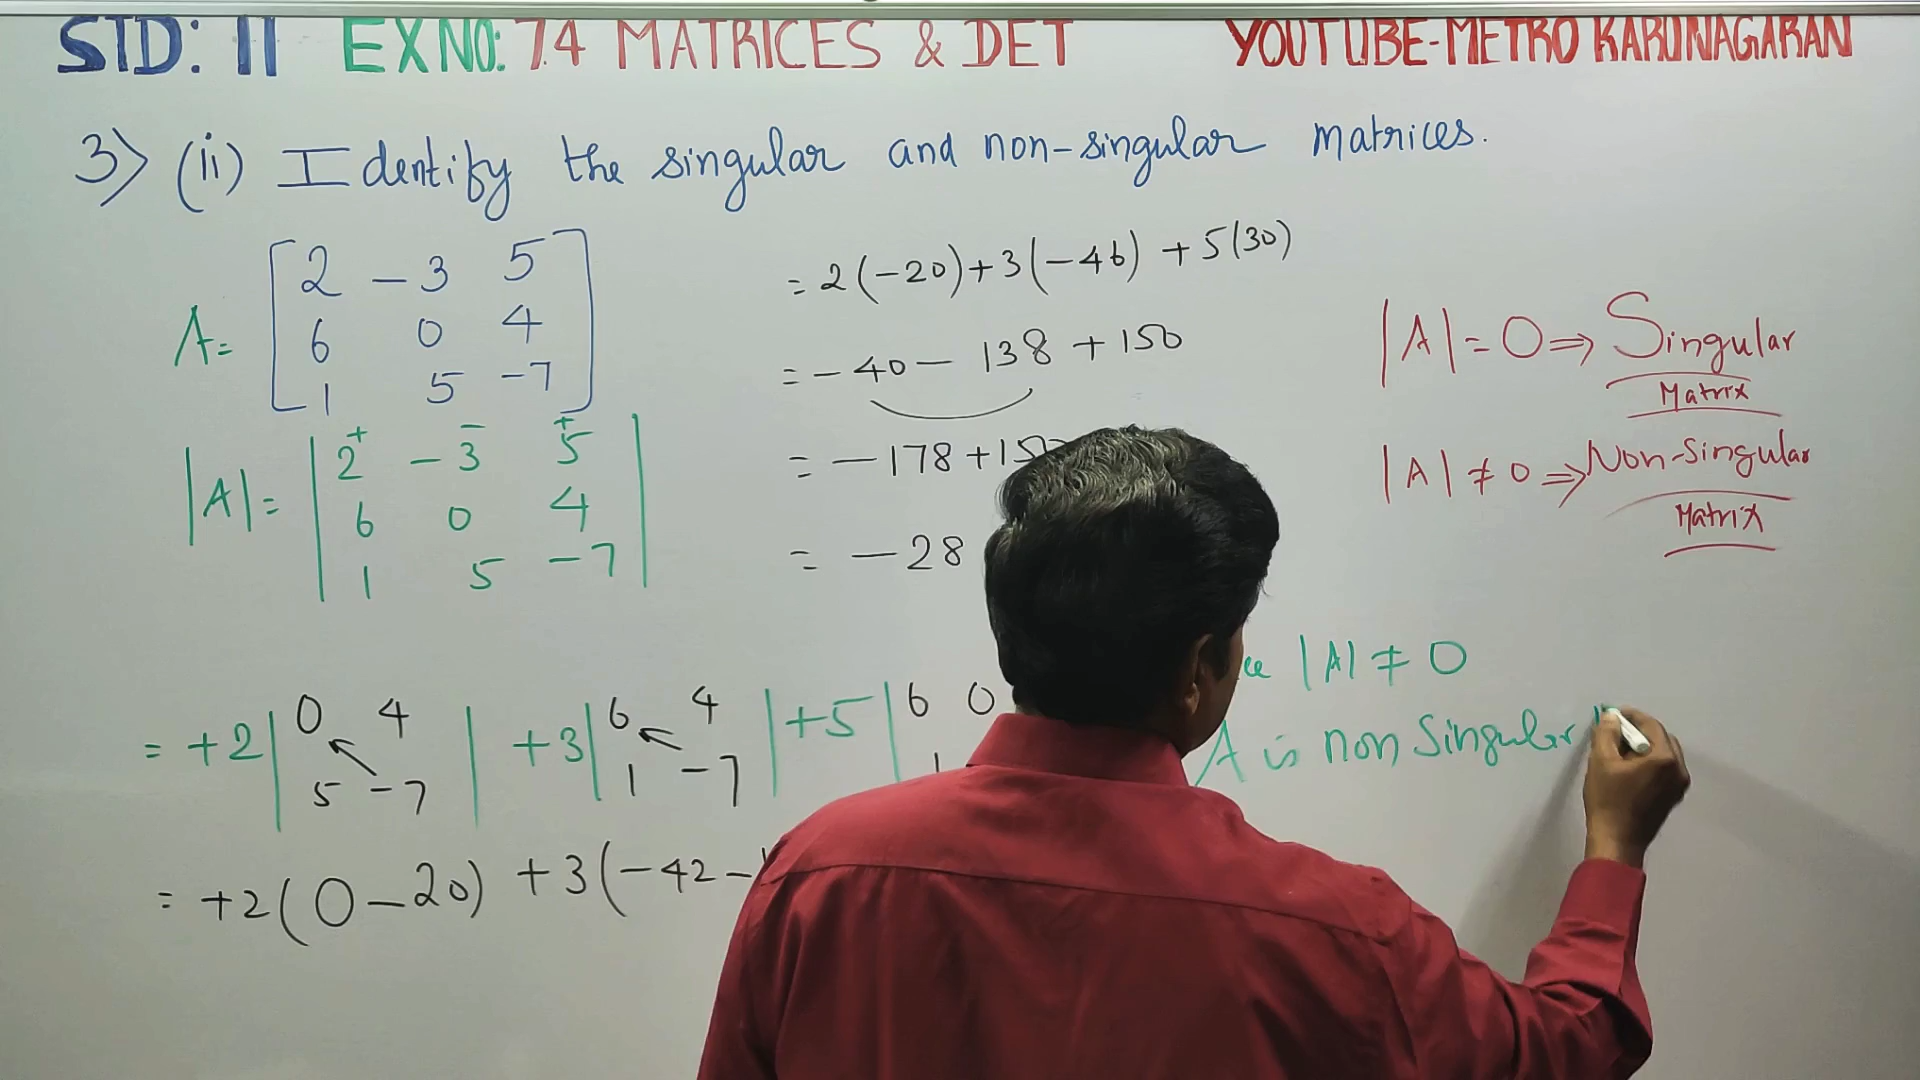 STD: 11 EX NO: 7.4 MATRICES & DET YOUTUBE-METRO KARUNAGARAN
3) (ii) Identify the singular and non-singular matrices.
A = [2 -3 5
6 0 4
1 5 -7]
|A| = |2 -3 5
+ - +
6 0 4
1 5 -7|
= +2 |0 4
5 -7| +3 |6 4
1 -7| +5 |6 0
1
= +2(0-20) +3(-42-
= 2(-20)+3(-46)+5(30)
= -40 - 138 + 150
= -178+15
= -28
|A| = 0 ⇒ Singular
Matrix
|A| ≠ 0 ⇒ Non-Singular
Matrix
|A| ≠ 0
A is non Singular